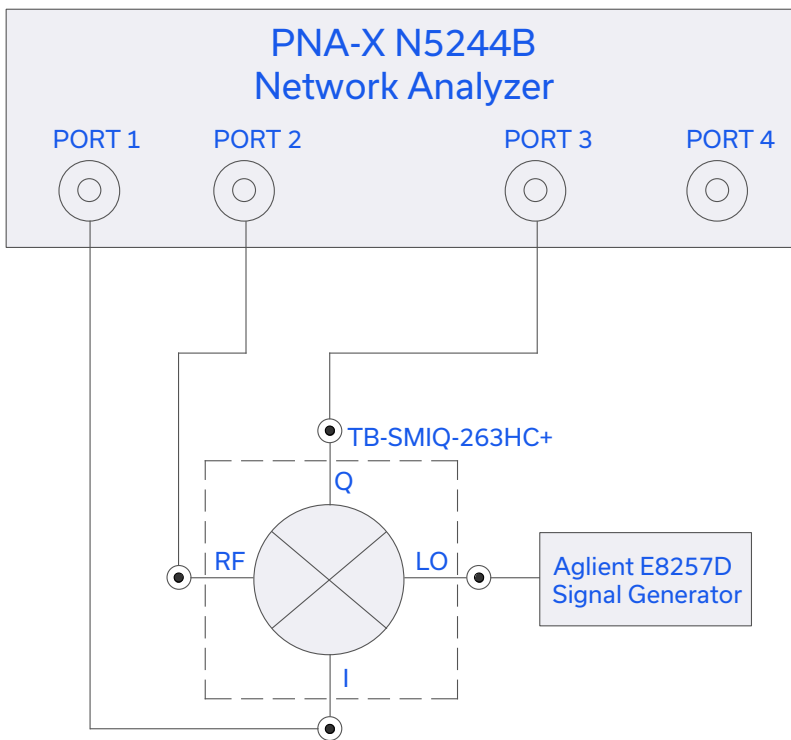 PNA-X N5244B
Network Analyzer
PORT 1
PORT 2
PORT 3
PORT 4
TB-SMIQ-263HC+
Q
RF
LO
Aglient E8257D
Signal Generator
I